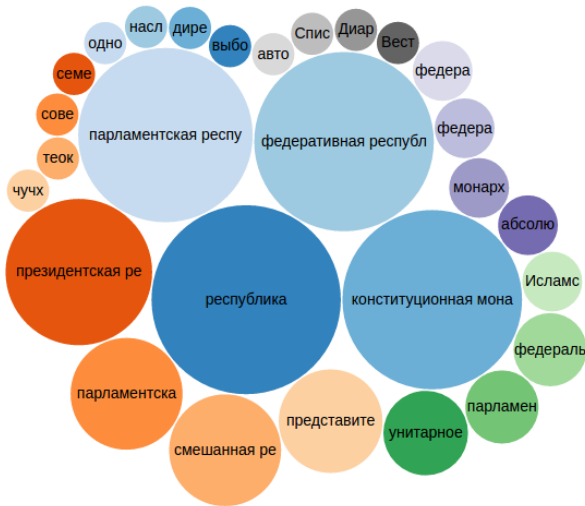 насл
дире
одно
выбо
авто
Спис
Диар
Вест
федера
семе
сове
теок
чучх
парламентская респу
федеративная республ
федера
монарх
абсолю
президентская ре
республика
конституционная мона
Исламс
федераль
парламентска
смешанная ре
представите
унитарное
парламен